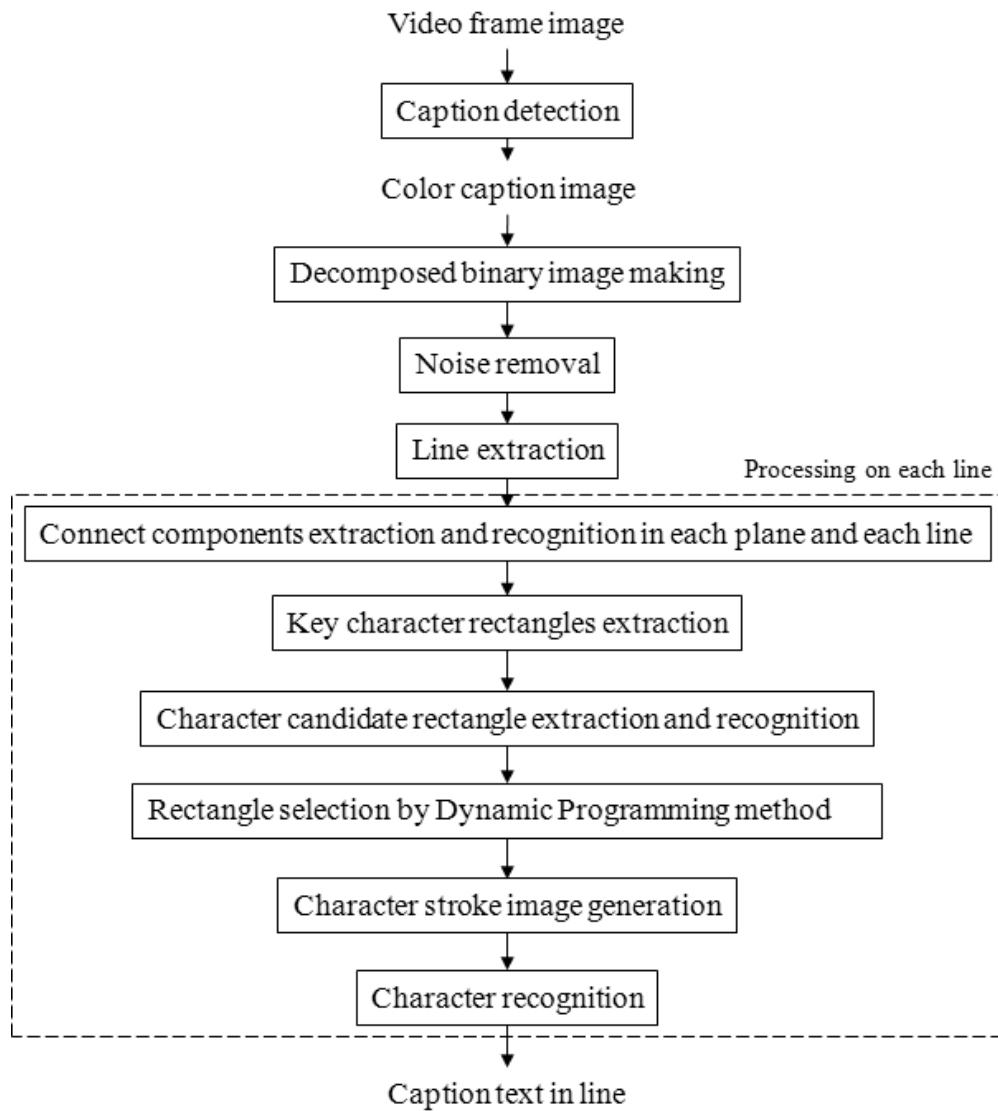 Video frame image
Caption detection
Color caption image
Decomposed binary image making
Noise removal
Line extraction
Processing on each line
Connect components extraction and recognition in each plane and each line
Key character rectangles extraction
Character candidate rectangle extraction and recognition
Rectangle selection by Dynamic Programming method
Character stroke image generation
Character recognition
Caption text in line